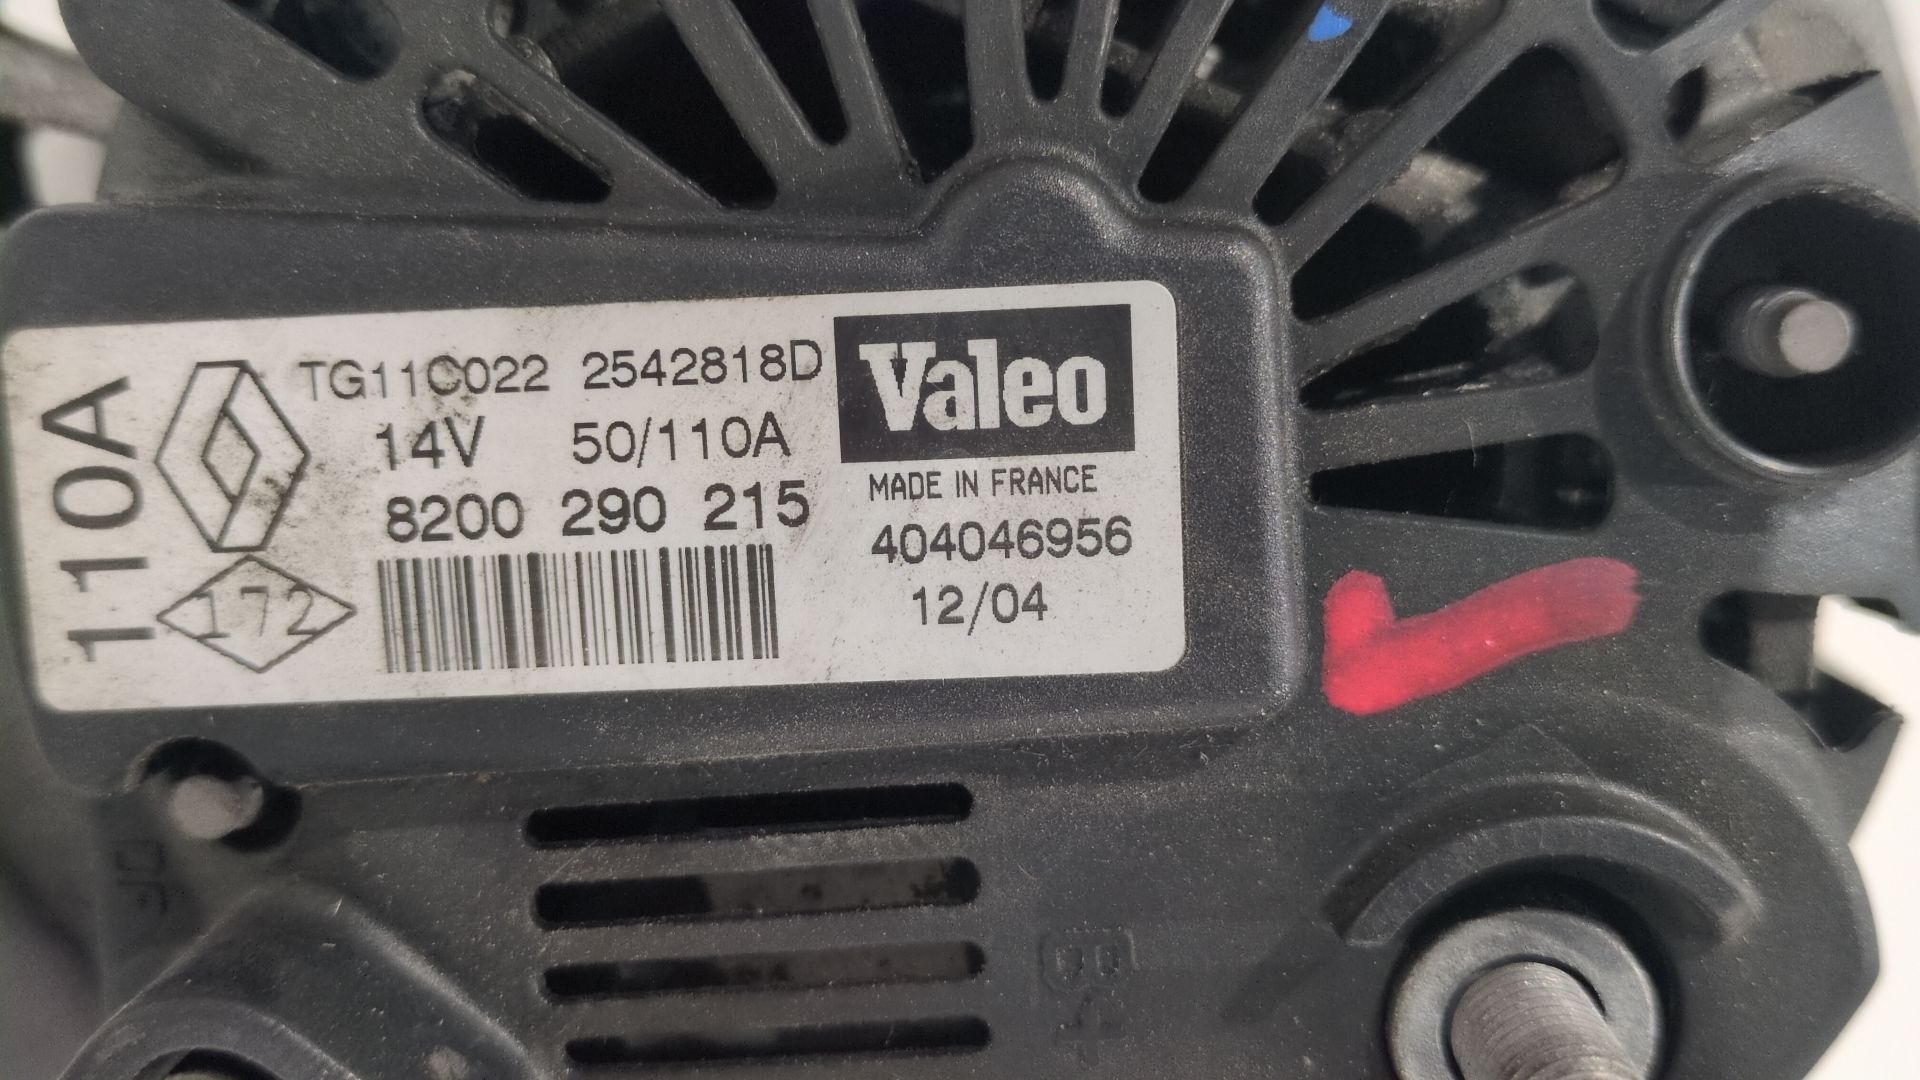 110A
TG11C022 2542818D
14V 50/110A
8200 290 215
172
Valeo
MADE IN FRANCE
404046956
12/04
B+